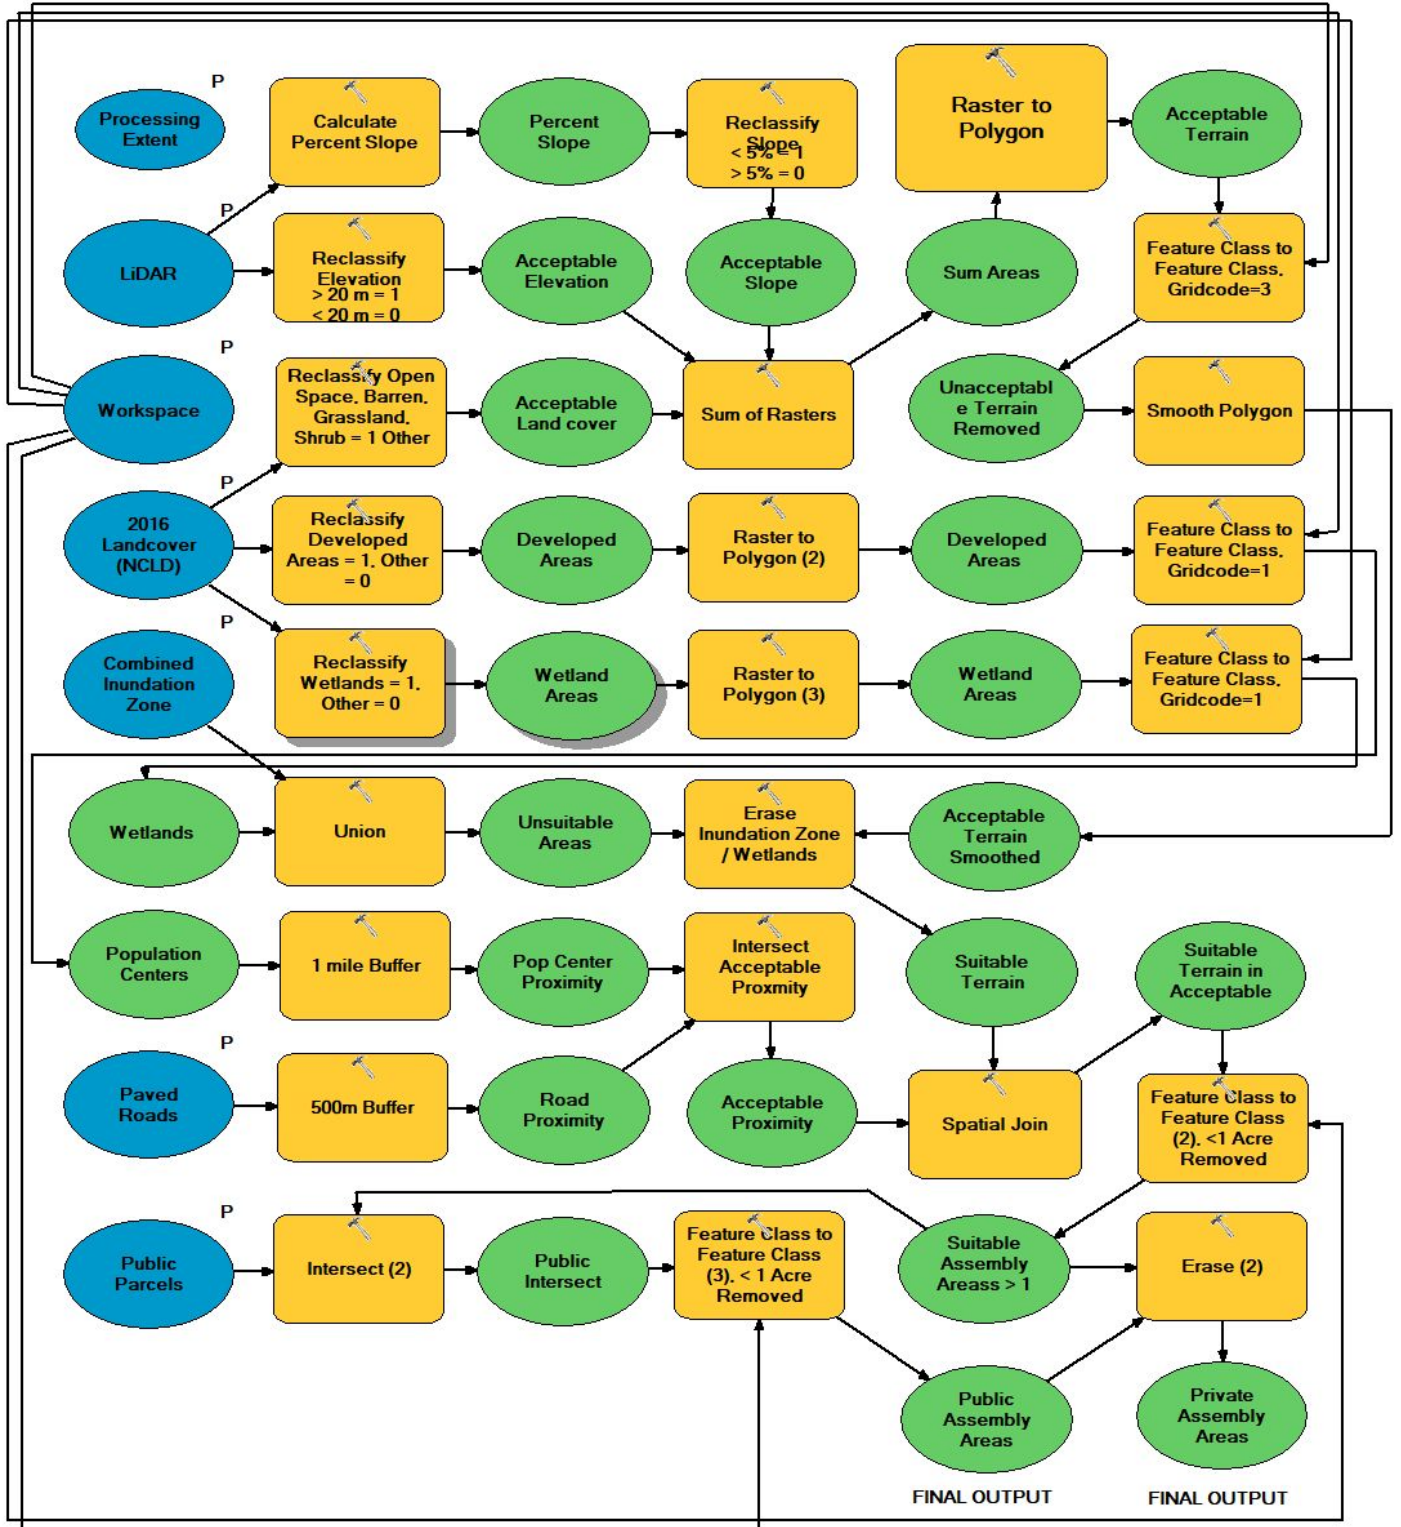 P
Processing
Extent
Calculate
Percent Slope
Percent
Slope
Reclassify
Slope
< 5% = 1
> 5% = 0
Raster to
Polygon
Acceptable
Terrain
P
LiDAR
Reclassify
Elevation
> 20 m = 1
< 20 m = 0
Acceptable
Elevation
Acceptable
Slope
Sum Areas
Feature Class to
Feature Class,
Gridcode=3
P
Workspace
Reclassify Open
Space, Barren,
Grassland,
Shrub = 1 Other
Acceptable
Land cover
Sum of Rasters
Unacceptabl
e Terrain
Removed
Smooth Polygon
P
2016
Landcover
(NCLD)
Reclassify
Developed
Areas = 1, Other
= 0
Developed
Areas
Raster to
Polygon (2)
Developed
Areas
Feature Class to
Feature Class,
Gridcode=1
P
Combined
Inundation
Zone
Reclassify
Wetlands = 1,
Other = 0
Wetland
Areas
Raster to
Polygon (3)
Wetland
Areas
Feature Class to
Feature Class,
Gridcode=1
Wetlands
Union
Unsuitable
Areas
Erase
Inundation Zone
/ Wetlands
Acceptable
Terrain
Smoothed
Population
Centers
1 mile Buffer
Pop Center
Proximity
Intersect
Acceptable
Proxmity
Suitable
Terrain
Suitable
Terrain in
Acceptable
P
Paved
Roads
500m Buffer
Road
Proximity
Acceptable
Proximity
Spatial Join
Feature Class to
Feature Class
(2), <1 Acre
Removed
P
Public
Parcels
Intersect (2)
Public
Intersect
Feature Class to
Feature Class
(3), < 1 Acre
Removed
Suitable
Assembly
Areass > 1
Erase (2)
Public
Assembly
Areas
Private
Assembly
Areas
FINAL OUTPUT
FINAL OUTPUT